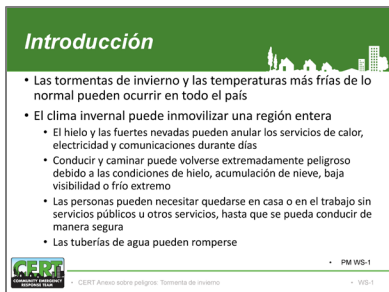 Introducción
• Las tormentas de invierno y las temperaturas más frías de lo
normal pueden ocurrir en todo el país
• El clima invernal puede inmovilizar una región entera
• El hielo y las fuertes nevadas pueden anular los servicios de calor,
electricidad y comunicaciones durante días
• Conducir y caminar puede volverse extremadamente peligroso
debido a las condiciones de hielo, acumulación de nieve, baja
visibilidad o frío extremo
• Las personas pueden necesitar quedarse en casa o en el trabajo sin
servicios públicos u otros servicios, hasta que se pueda conducir de
manera segura
• Las tuberías de agua pueden romperse
• PM WS-1
CERT
COMMUNITY EMERGENCY
RESPONSE TEAM
• CERT Anexo sobre peligros: Tormenta de invierno
• WS-1